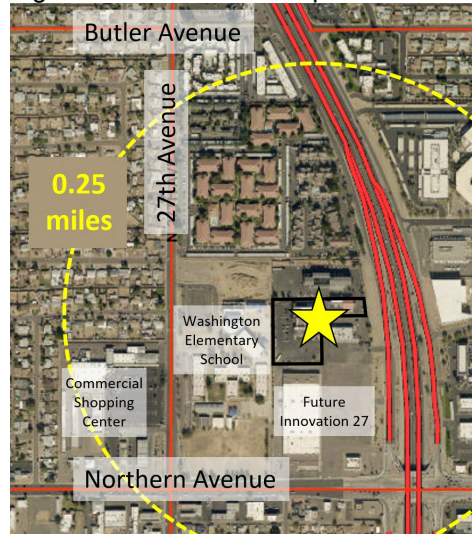 Butler Avenue
27th Avenue
0.25
miles
Washington
Elementary
School
Commercial
Shopping
Center
Future
Innovation 27
Northern Avenue